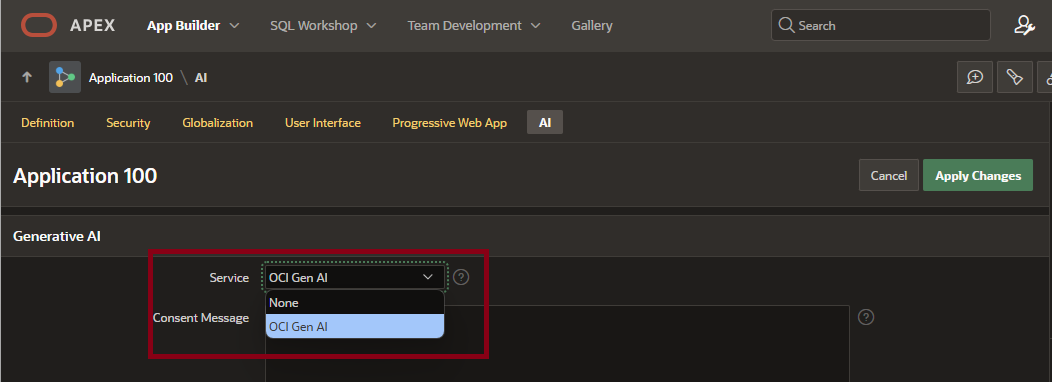 APEX App Builder SQL Workshop Team Development Gallery Search
Application 100 \ AI
Definition Security Globalization User Interface Progressive Web App AI
Application 100 Cancel Apply Changes
Generative AI
Service OCI Gen AI
None
Consent Message
OCI Gen AI